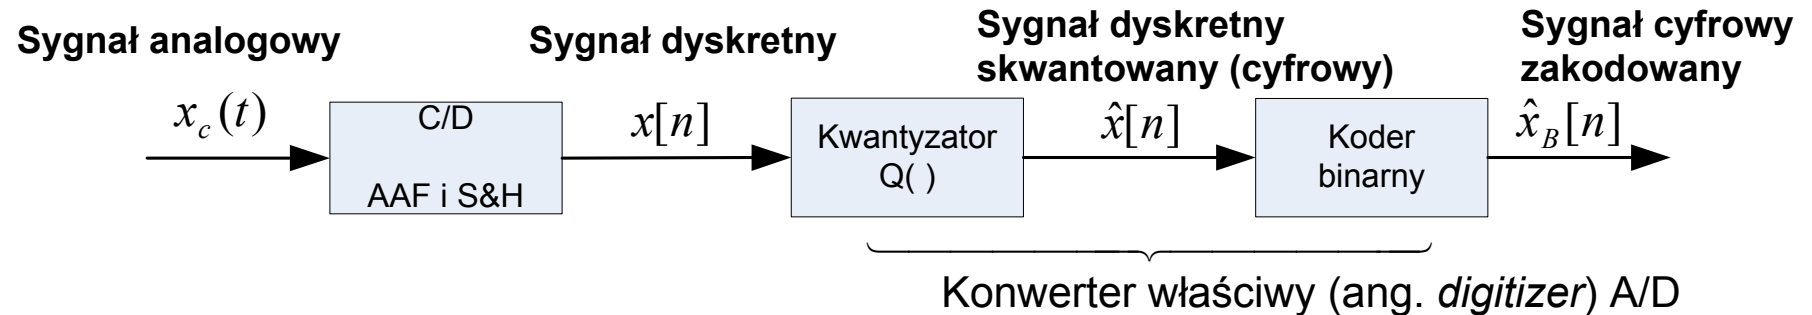 Sygnał analogowy
Sygnał dyskretny
Sygnał dyskretny
skwantowany (cyfrowy)
Sygnał cyfrowy
zakodowany
x_c(t)
C/D
AAF i S&H
x[n]
Kwantyzator
Q( )
x̂[n]
Koder
binarny
x̂_B[n]
Konwerter właściwy (ang. digitizer) A/D